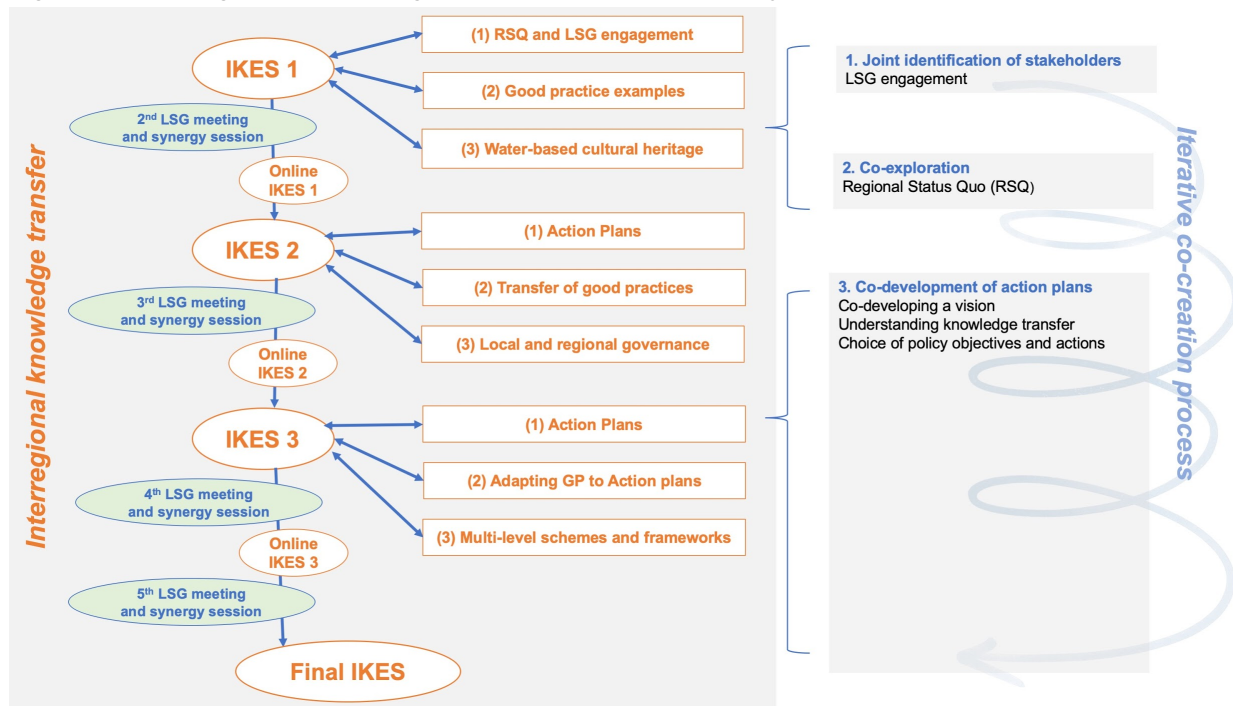 Interregional knowledge transfer
IKES 1
(1) RSQ and LSG engagement
(2) Good practice examples
(3) Water-based cultural heritage
2nd LSG meeting
and synergy session
Online
IKES 1
IKES 2
(1) Action Plans
(2) Transfer of good practices
(3) Local and regional governance
3rd LSG meeting
and synergy session
Online
IKES 2
IKES 3
(1) Action Plans
(2) Adapting GP to Action plans
(3) Multi-level schemes and frameworks
4th LSG meeting
and synergy session
Online
IKES 3
5th LSG meeting
and synergy session
Final IKES
1. Joint identification of stakeholders
LSG engagement
2. Co-exploration
Regional Status Quo (RSQ)
3. Co-development of action plans
Co-developing a vision
Understanding knowledge transfer
Choice of policy objectives and actions
Iterative co-creation process